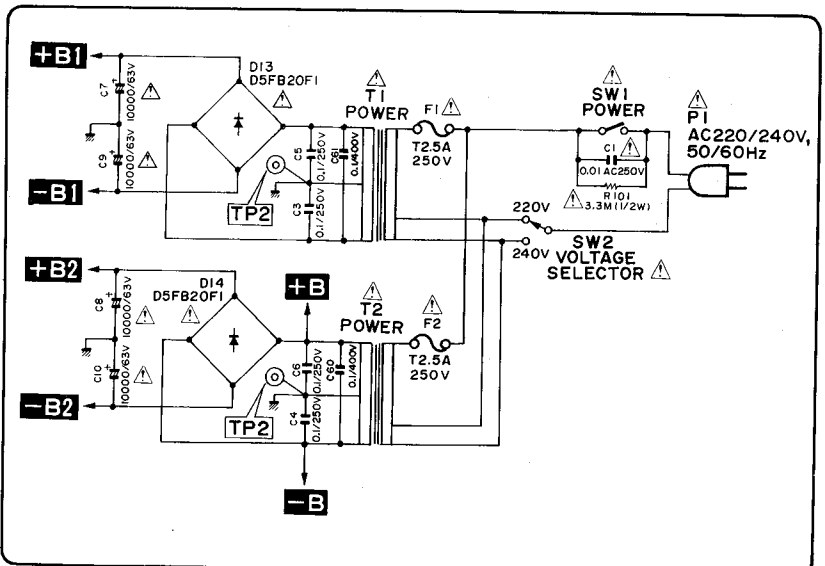 +B1
C7
10000/63V
C9
10000/63V
-B1
D13
D5FB20F1
TP2
C5
0.1/250V
C61
0.1/400V
C3
0.1/250V
T1
POWER
F1
T2.5A
250V
SW1
POWER
C1
0.01 AC250V
R101
3.3M(1/2W)
P1
AC220/240V,
50/60Hz
220V
240V
SW2
VOLTAGE
SELECTOR
+B2
C8
10000/63V
C10
10000/63V
-B2
D14
D5FB20F1
TP2
+B
C6
0.1/250V
C60
0.1/400V
C4
0.1/250V
-B
T2
POWER
F2
T2.5A
250V